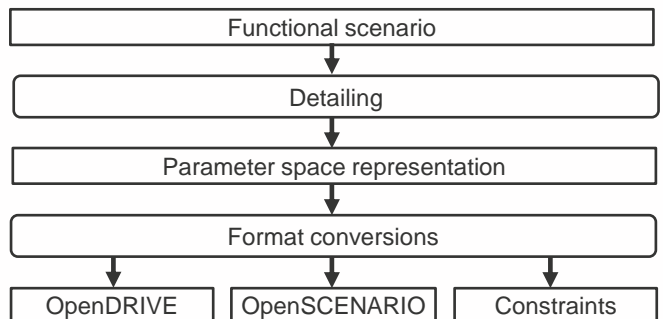 Functional scenario
Detailing
Parameter space representation
Format conversions
OpenDRIVE OpenSCENARIO Constraints